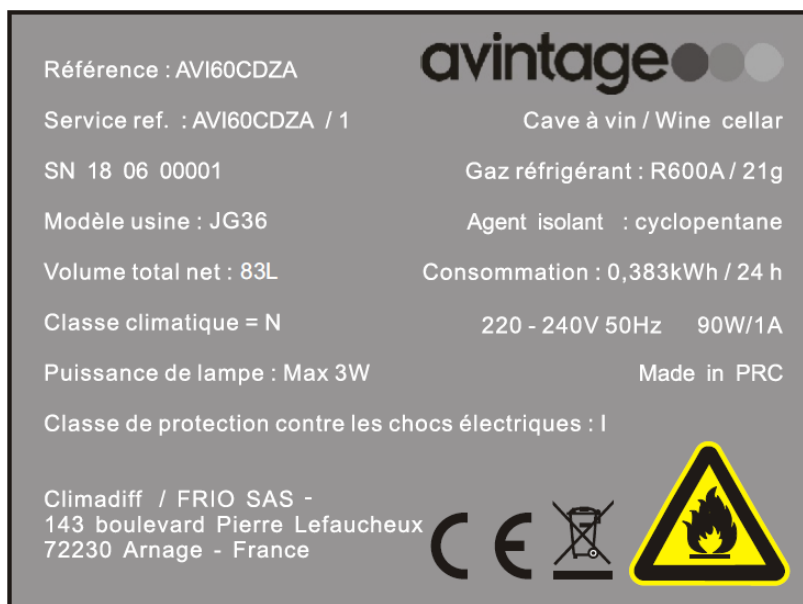 avintage
Référence : AVI60CDZA
Service ref. : AVI60CDZA / 1
Cave à vin / Wine cellar
SN 18 06 00001
Gaz réfrigérant : R600A / 21g
Modèle usine : JG36
Agent isolant : cyclopentane
Volume total net : 83L
Consommation : 0,383kWh / 24 h
Classe climatique = N
220 - 240V 50Hz 90W/1A
Puissance de lampe : Max 3W
Made in PRC
Classe de protection contre les chocs électriques : I
Climadiff / FRIO SAS -
143 boulevard Pierre Lefaucheux
72230 Arnage - France
CE